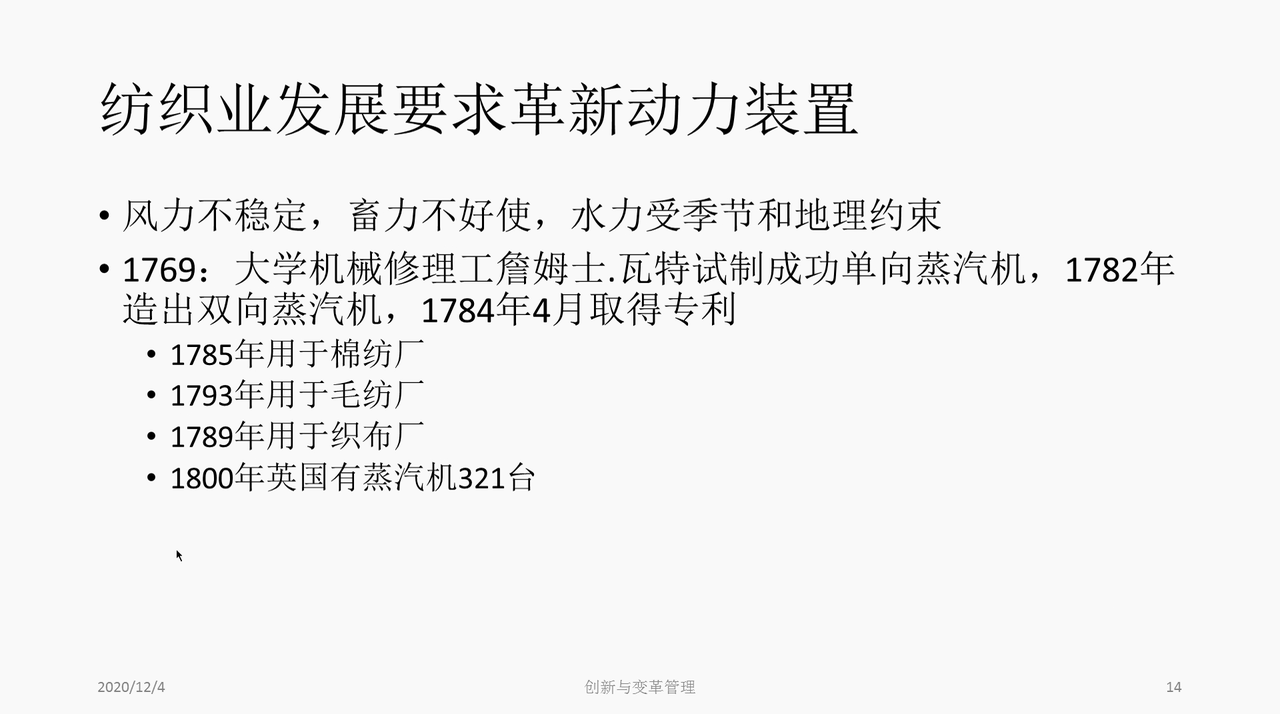 纺织业发展要求革新动力装置
• 风力不稳定，畜力不好使，水力受季节和地理约束
• 1769：大学机械修理工詹姆士.瓦特试制成功单向蒸汽机，1782年
造出双向蒸汽机，1784年4月取得专利
• 1785年用于棉纺厂
• 1793年用于毛纺厂
• 1789年用于织布厂
• 1800年英国有蒸汽机321台
2020/12/4
创新与变革管理
14